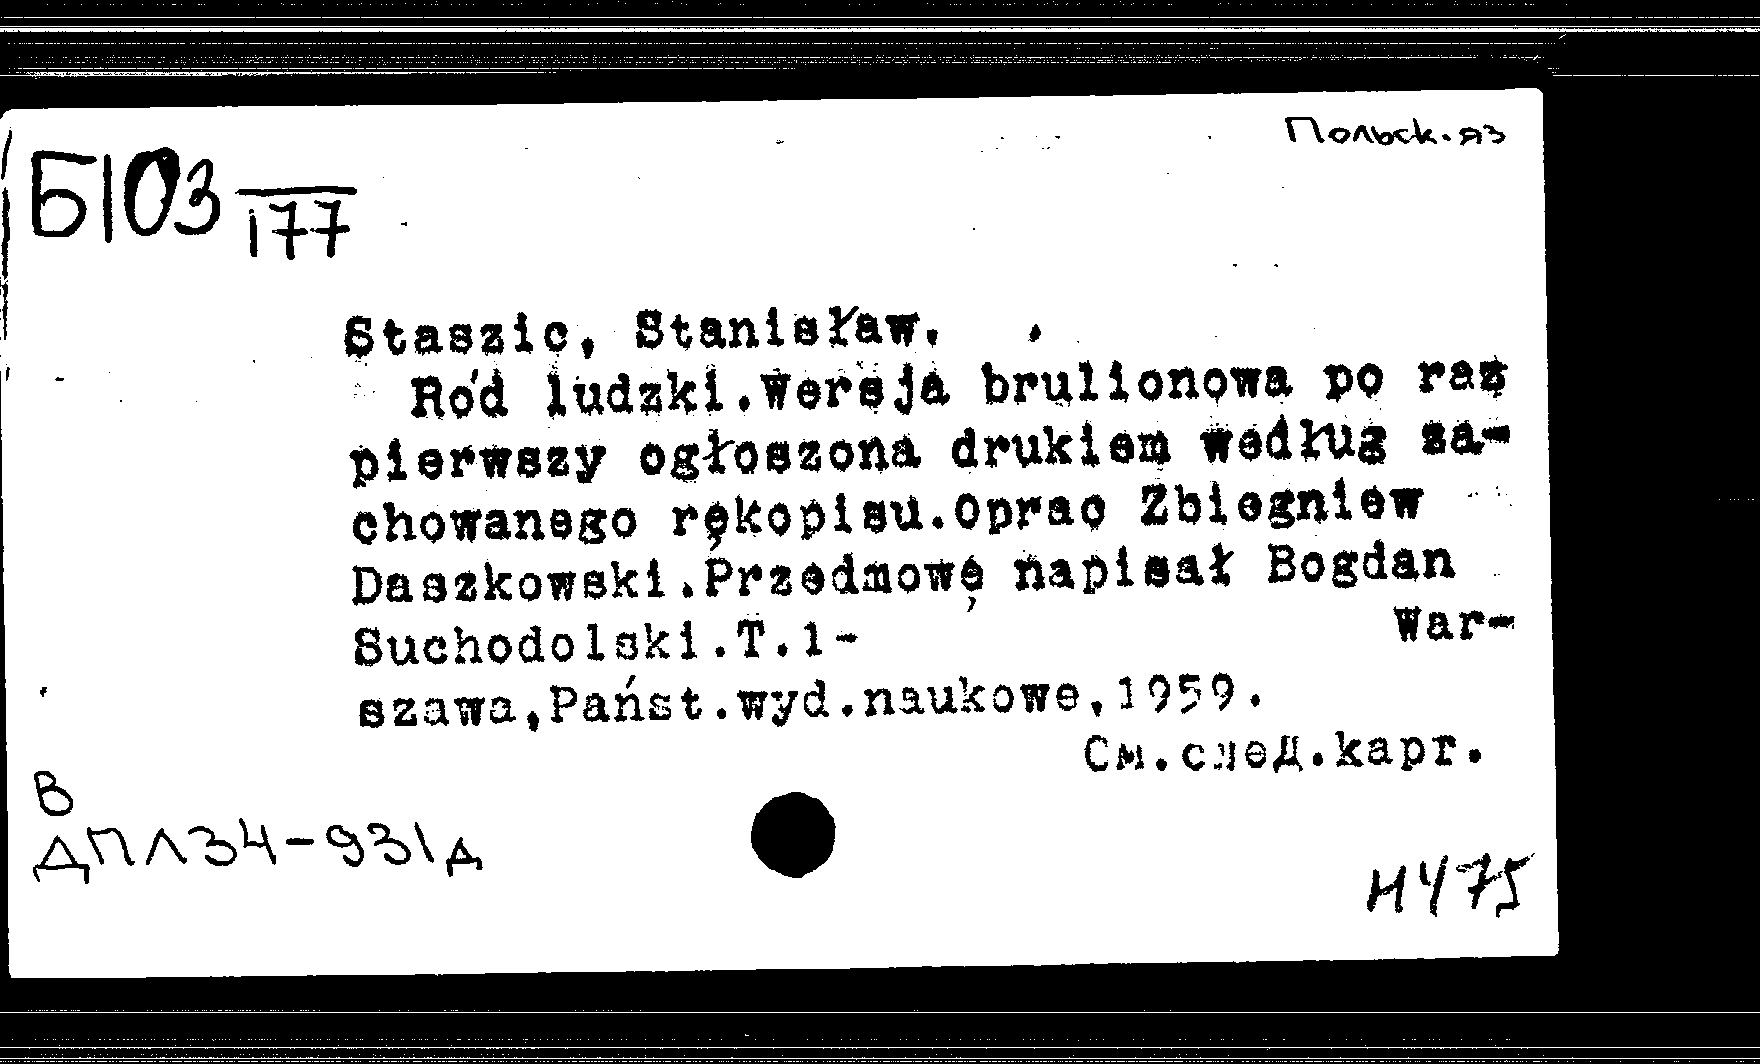 Польск. яз
Б103
177
Staszic, Stanisław.
Ród ludzki.Wersja brulionowa po raz
pierwszy ogłoszona drukiem według za-
chowanego rękopisu.Oprac Zbiegniew
Daszkowski.Przedmowę napisał Bogdan
Suchodolski.T.1- War-
szawa,Państ.wyd.naukowe,1959.
См.след.карт.
В
ДПЛ34-931д
Н475